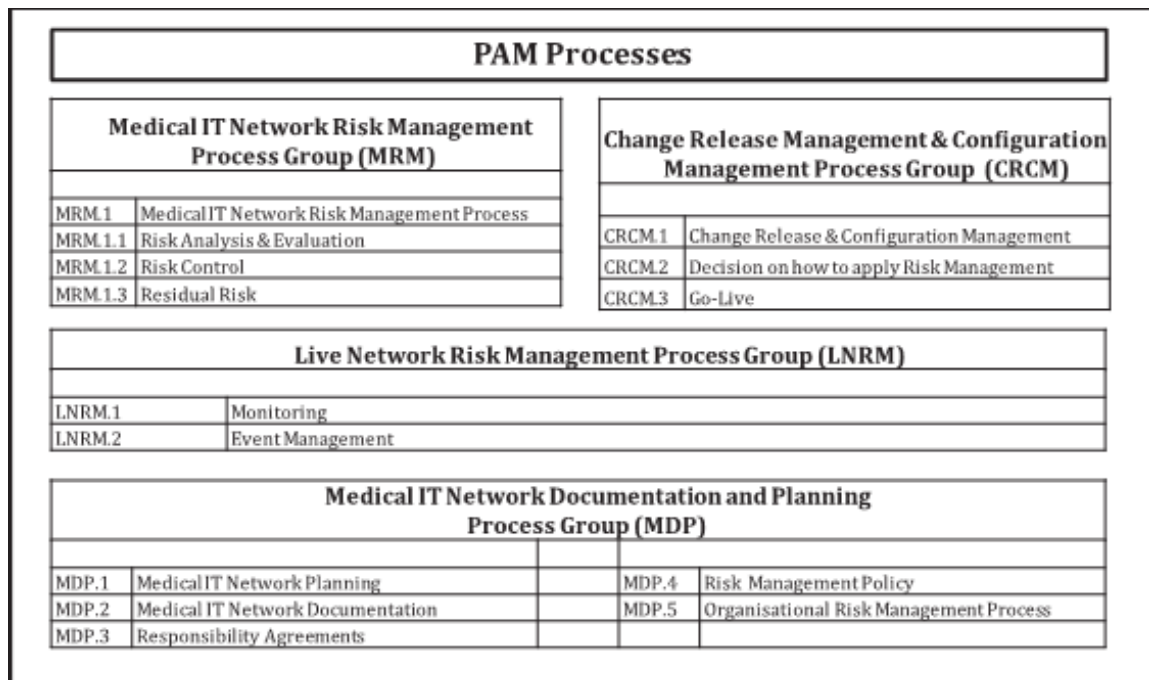 PAM Processes
Medical IT Network Risk Management
Process Group (MRM)
MRM.1 Medical IT Network Risk Management Process
MRM.1.1 Risk Analysis & Evaluation
MRM.1.2 Risk Control
MRM.1.3 Residual Risk
Change Release Management & Configuration
Management Process Group (CRCM)
CRCM.1 Change Release & Configuration Management
CRCM.2 Decision on how to apply Risk Management
CRCM.3 Go-Live
Live Network Risk Management Process Group (LNRM)
LNRM.1 Monitoring
LNRM.2 Event Management
Medical IT Network Documentation and Planning
Process Group (MDP)
MDP.1 Medical IT Network Planning MDP.4 Risk Management Policy
MDP.2 Medical IT Network Documentation MDP.5 Organisational Risk Management Process
MDP.3 Responsibility Agreements